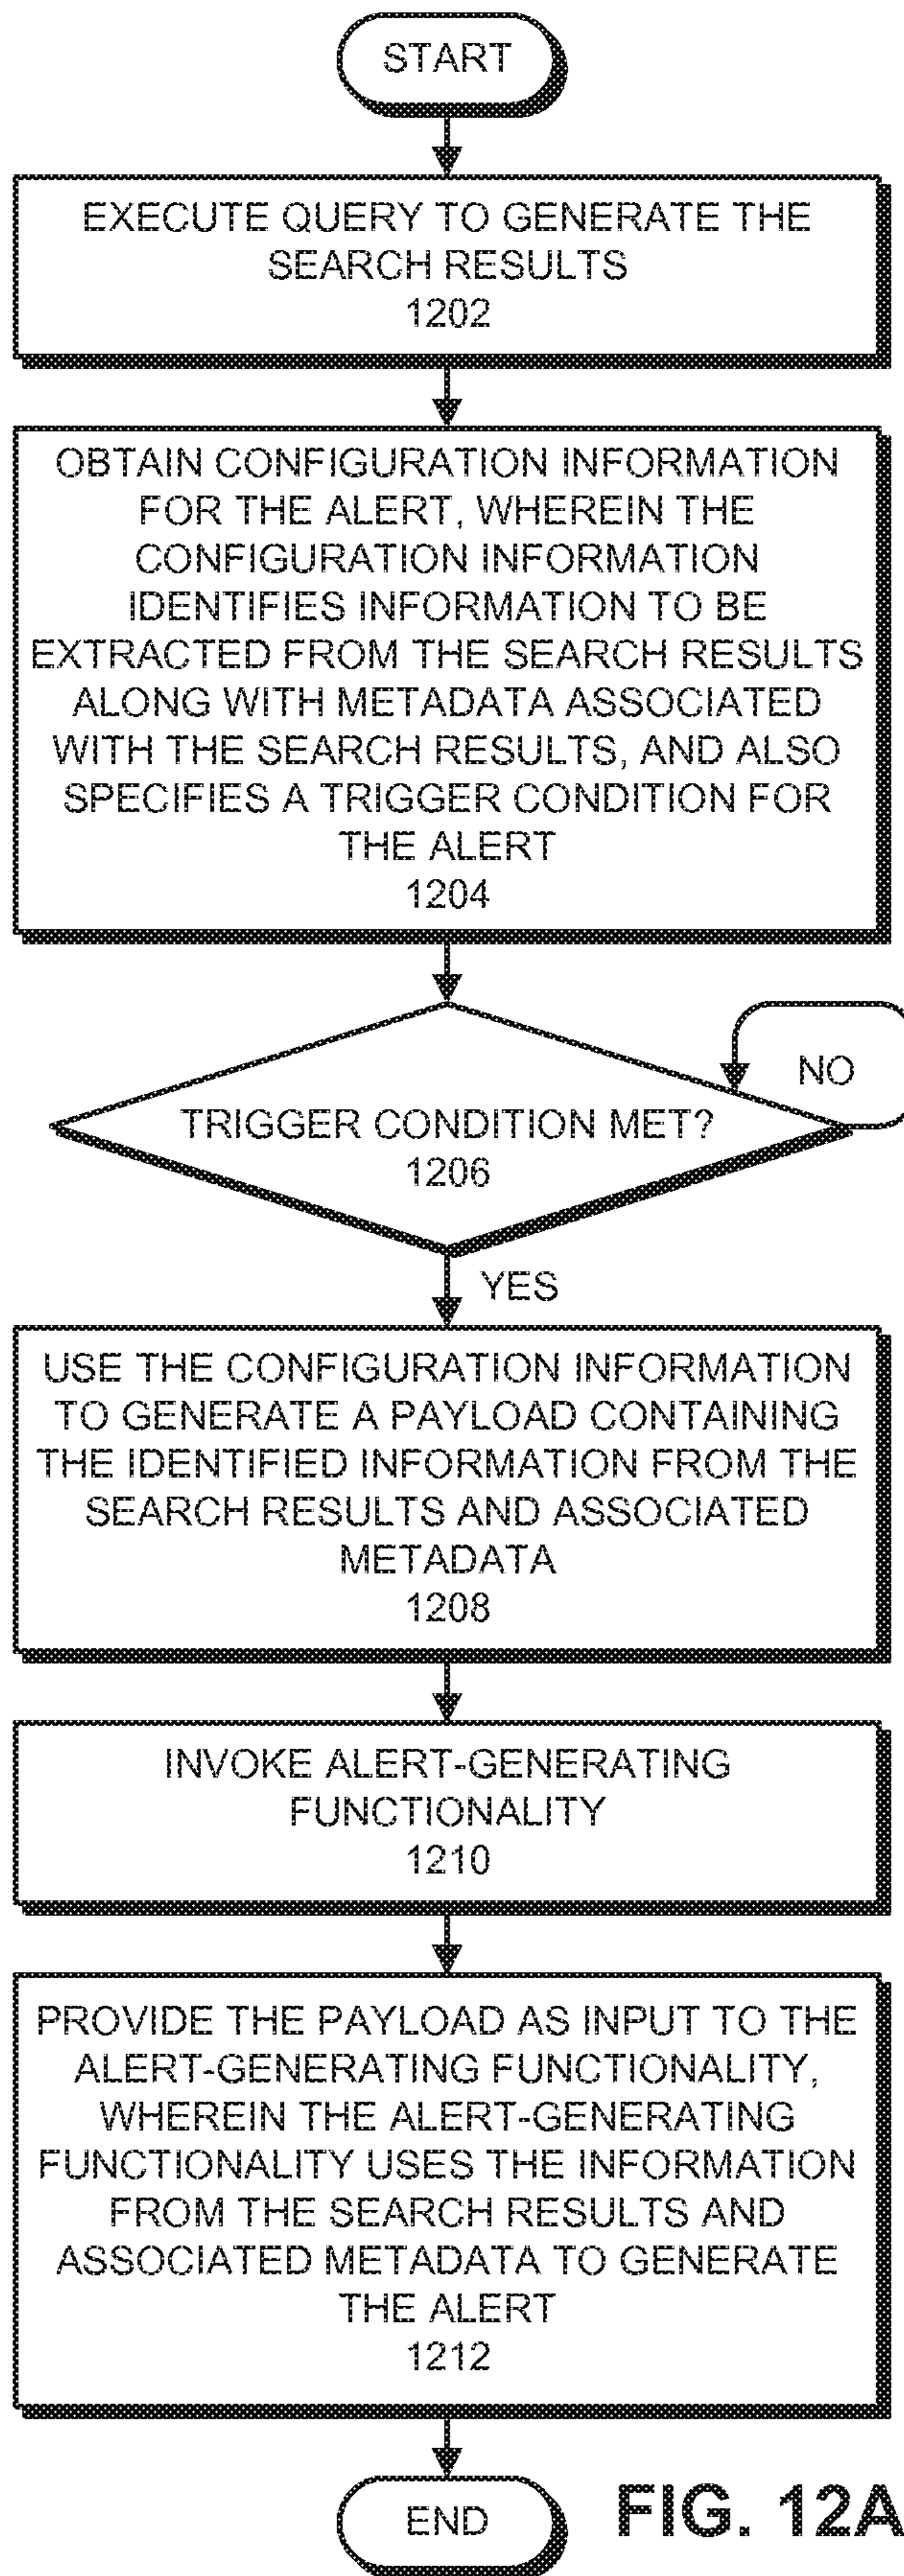 START
EXECUTE QUERY TO GENERATE THE
SEARCH RESULTS
1202
OBTAIN CONFIGURATION INFORMATION
FOR THE ALERT, WHEREIN THE
CONFIGURATION INFORMATION
IDENTIFIES INFORMATION TO BE
EXTRACTED FROM THE SEARCH RESULTS
ALONG WITH METADATA ASSOCIATED
WITH THE SEARCH RESULTS, AND ALSO
SPECIFIES A TRIGGER CONDITION FOR
THE ALERT
1204
NO
TRIGGER CONDITION MET?
1206
YES
USE THE CONFIGURATION INFORMATION
TO GENERATE A PAYLOAD CONTAINING
THE IDENTIFIED INFORMATION FROM THE
SEARCH RESULTS AND ASSOCIATED
METADATA
1208
INVOKE ALERT-GENERATING
FUNCTIONALITY
1210
PROVIDE THE PAYLOAD AS INPUT TO THE
ALERT-GENERATING FUNCTIONALITY,
WHEREIN THE ALERT-GENERATING
FUNCTIONALITY USES THE INFORMATION
FROM THE SEARCH RESULTS AND
ASSOCIATED METADATA TO GENERATE
THE ALERT
1212
END
FIG. 12A